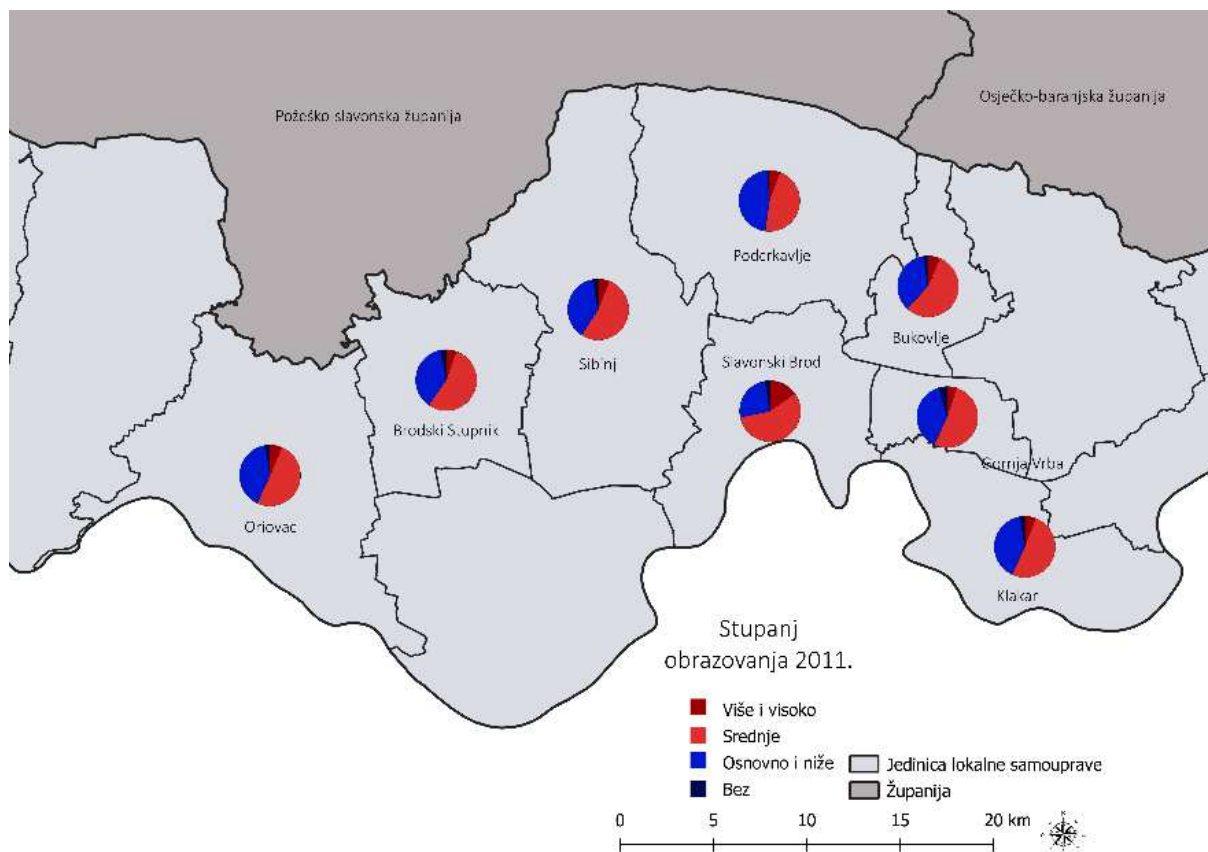 Osječko-baranjska županija
Požeško-slavonska županija
Podcrkavlje
Bukovlje
Sibinj
Slavonski Brod
Brodski Stupnik
Gornja Vrba
Oriovac
Klakar
Stupanj
obrazovanja 2011.
Više i visoko
Srednje
Osnovno i niže
Bez
Jedinica lokalne samouprave
Županija
0 5 10 15 20 km